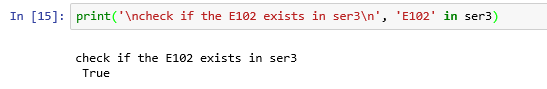 In [15]: print('\ncheck if the E102 exists in ser3\n', 'E102' in ser3)
check if the E102 exists in ser3
True